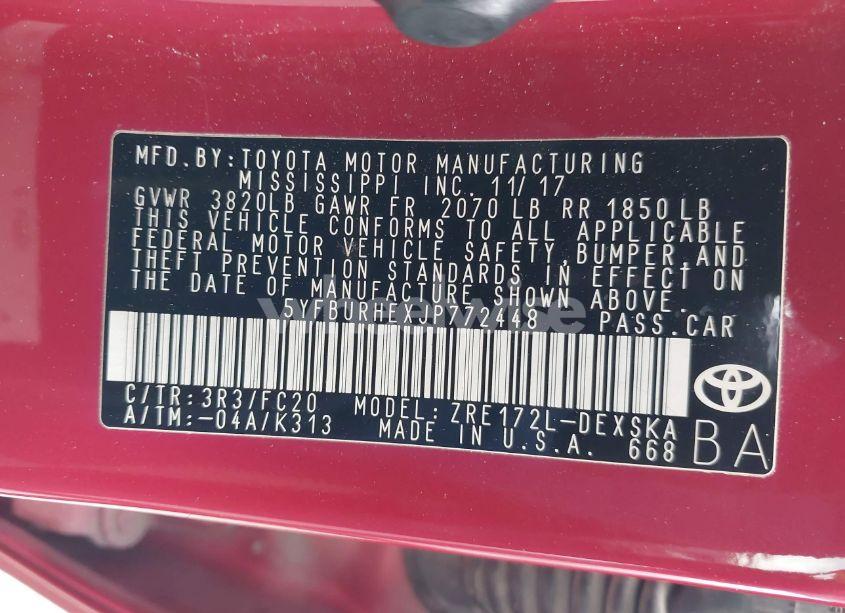 MFD.BY:TOYOTA MOTOR MANUFACTURING
MISSISSIPPI INC. 11/17
GVWR 3820LB GAWR FR 2070 LB RR 1850 LB
THIS VEHICLE CONFORMS TO ALL APPLICABLE
FEDERAL MOTOR VEHICLE SAFETY,BUMPER,AND
THEFT PREVENTION STANDARDS IN EFFECT ON
THE DATE OF MANUFACTURE SHOWN ABOVE.
5YFBURHEXJP772448 PASS.CAR
wheelwise
C/TR:3R3/FC20 MODEL:ZRE172L-DEXSKA
A/TM:-04A/K313 MADE IN U.S.A. 668
BA